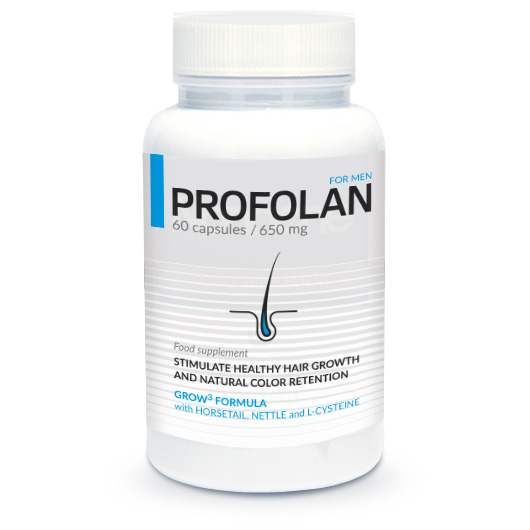 FOR MEN
PROFOLAN
60 capsules / 650 mg
Food supplement
STIMULATE HEALTHY HAIR GROWTH
AND NATURAL COLOR RETENTION
GROW³ FORMULA
with HORSETAIL, NETTLE and L-CYSTEINE